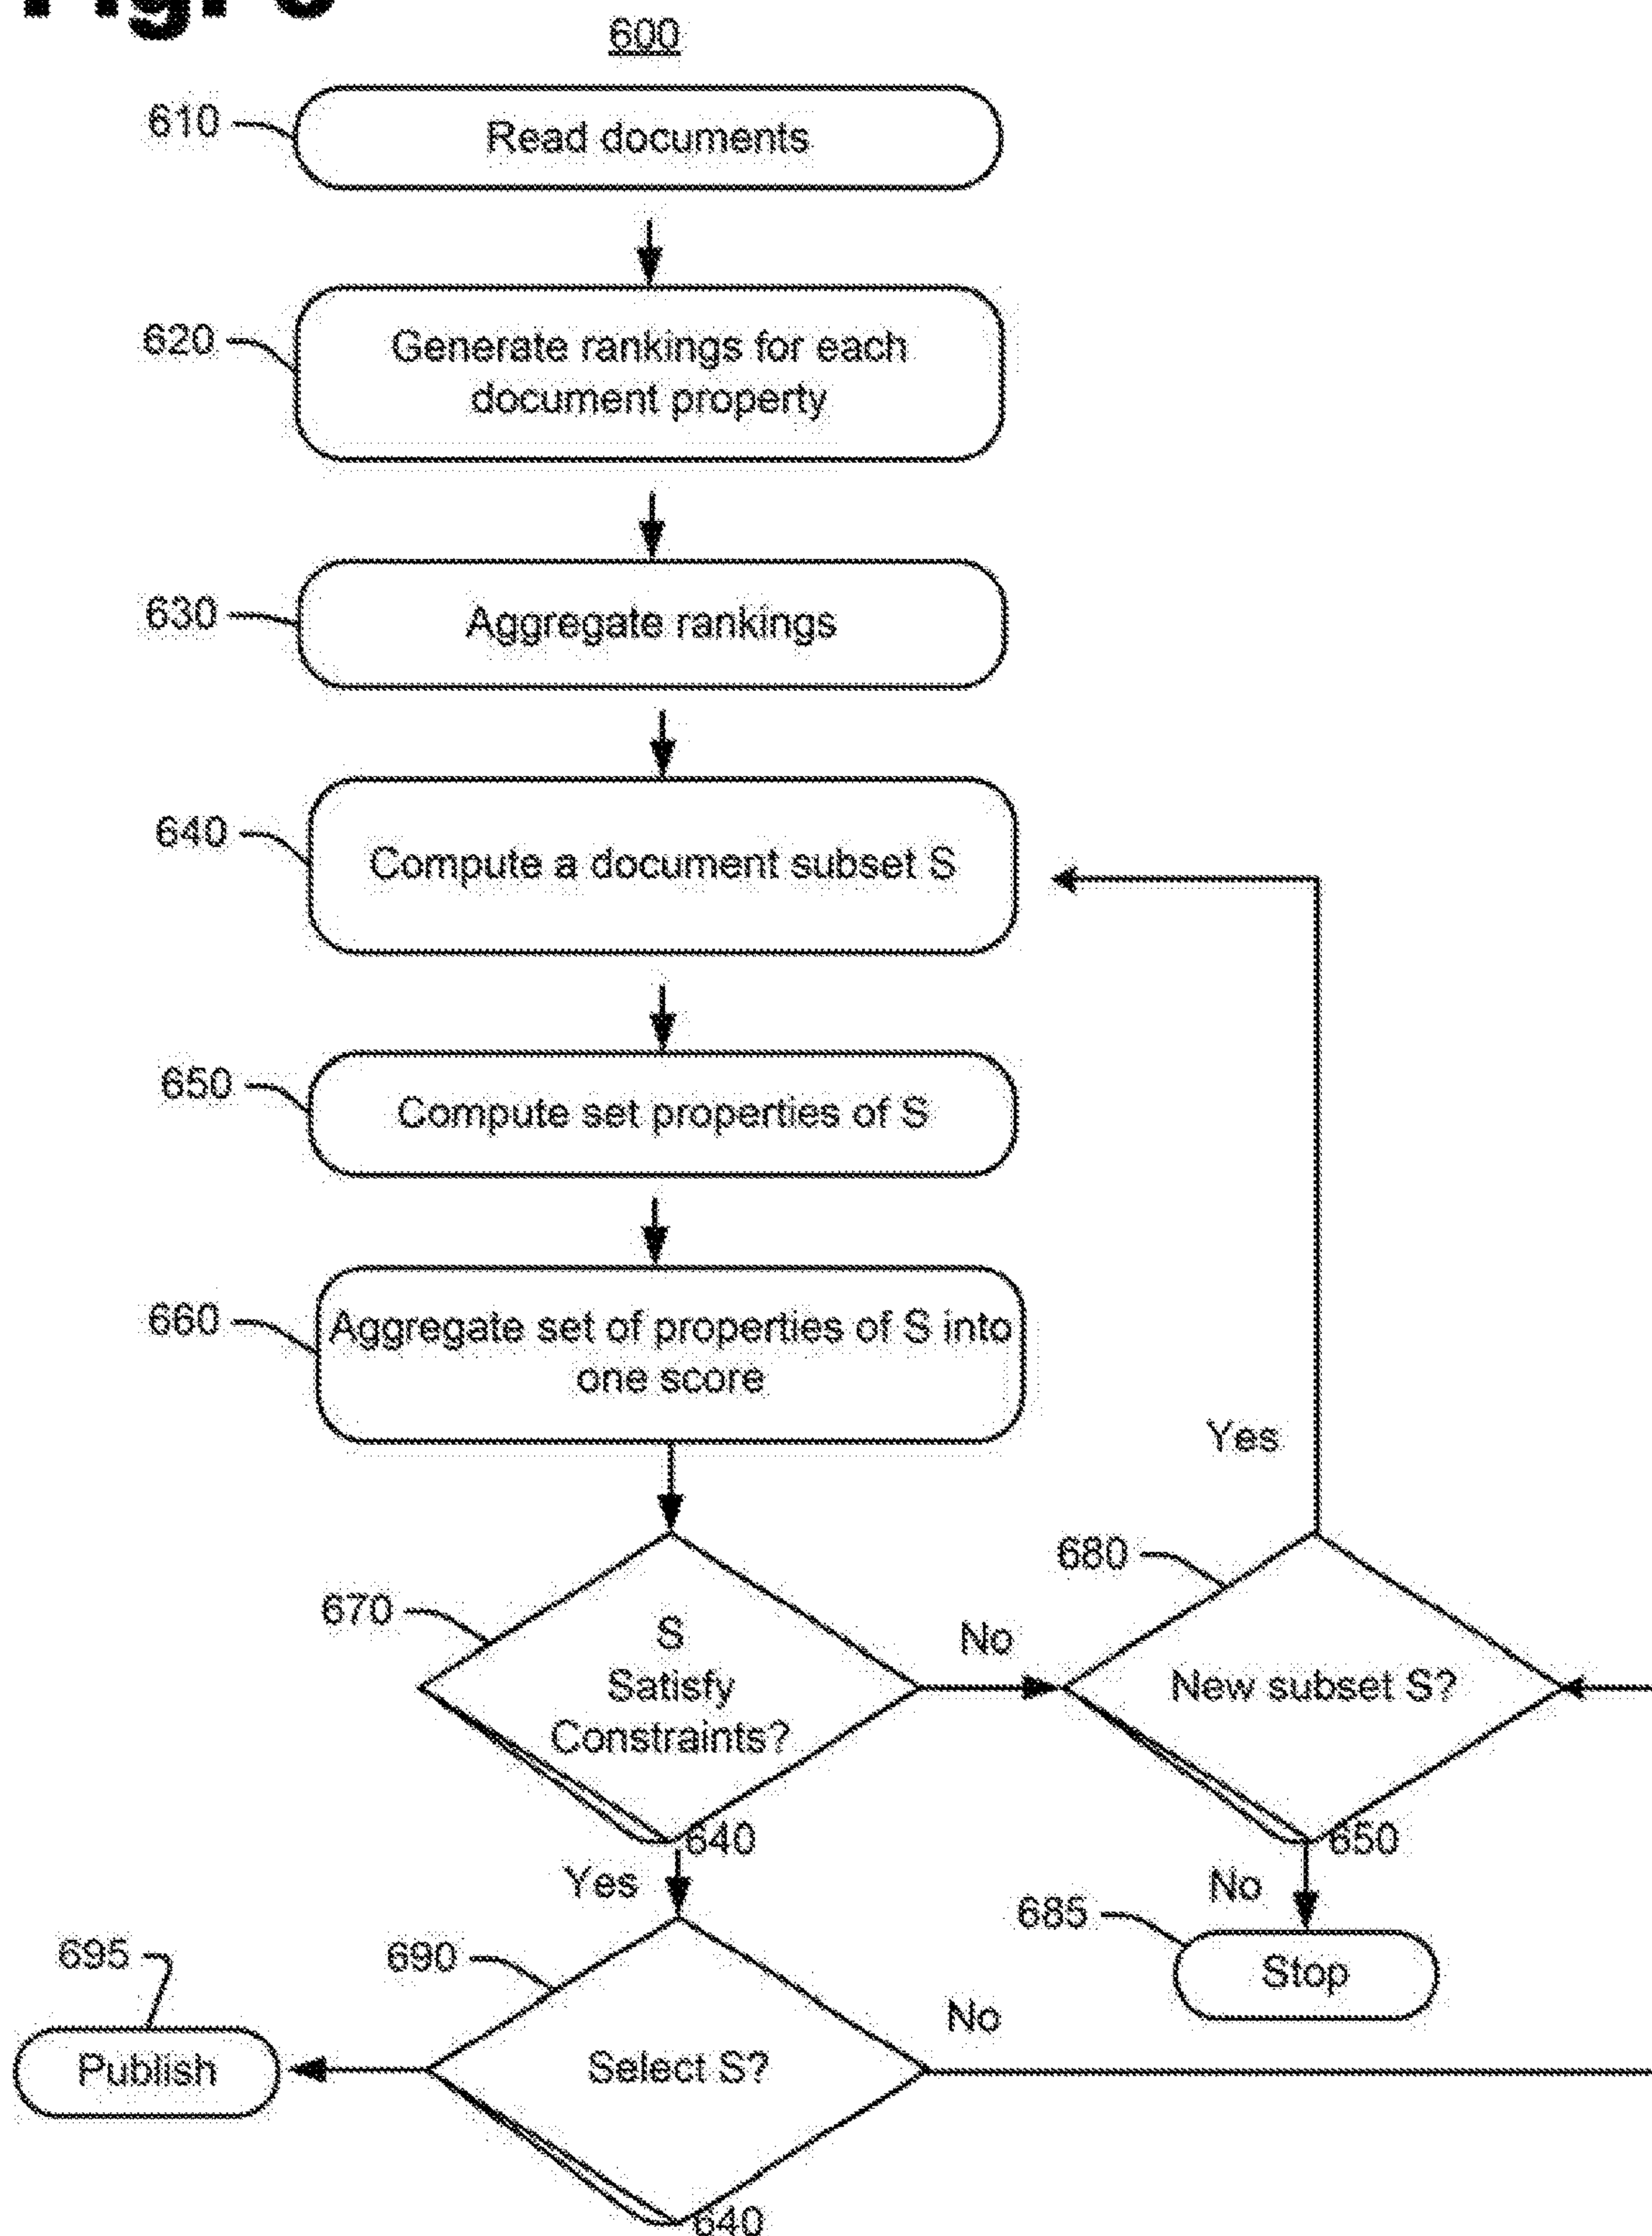 600
610
Read documents
620
Generate rankings for each
document property
630
Aggregate rankings
640
Compute a document subset S
650
Compute set properties of S
660
Aggregate set of properties of S into
one score
Yes
680
670
S
Satisfy
Constraints?
No
New subset S?
640
650
Yes
No
685
Stop
695
690
No
Publish
Select S?
640